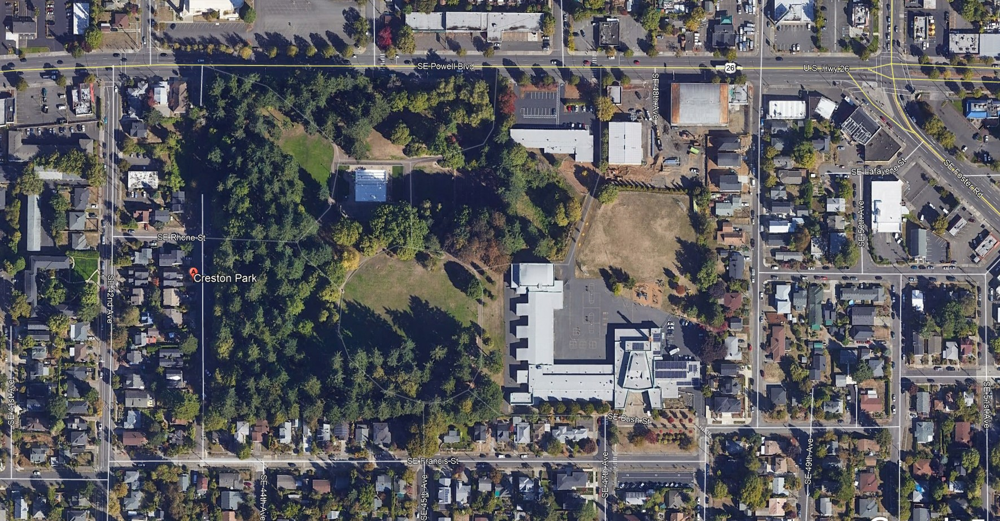 SE Powell Blvd
26
U.S. Hwy 26
SE 48th Ave
SE Lafayette St
SE Foster Rd
SE 50th Ave
SE Rhone St
A
Creston Park
SE 42nd Ave
SE 41st Ave
SE 51st Ave
SE Bush St
SE Francis St
SE 44th Ave
SE 45th Ave
SE 47th Ave
SE 49th Ave